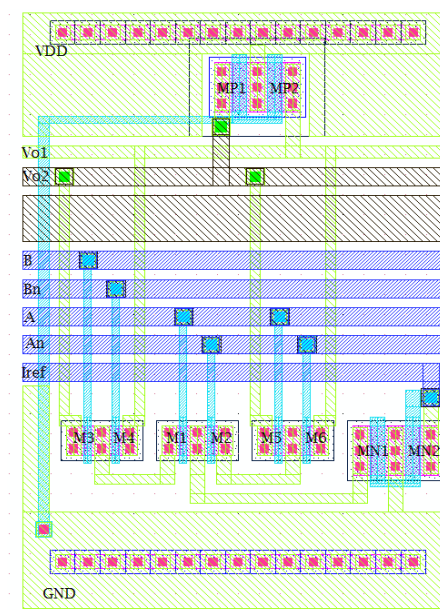 VDD
MP1 MP2
Vo1
Vo2
B
Bn
A
An
Iref
M3 M4 M1 M2 M5 M6
MN1 MN2
GND